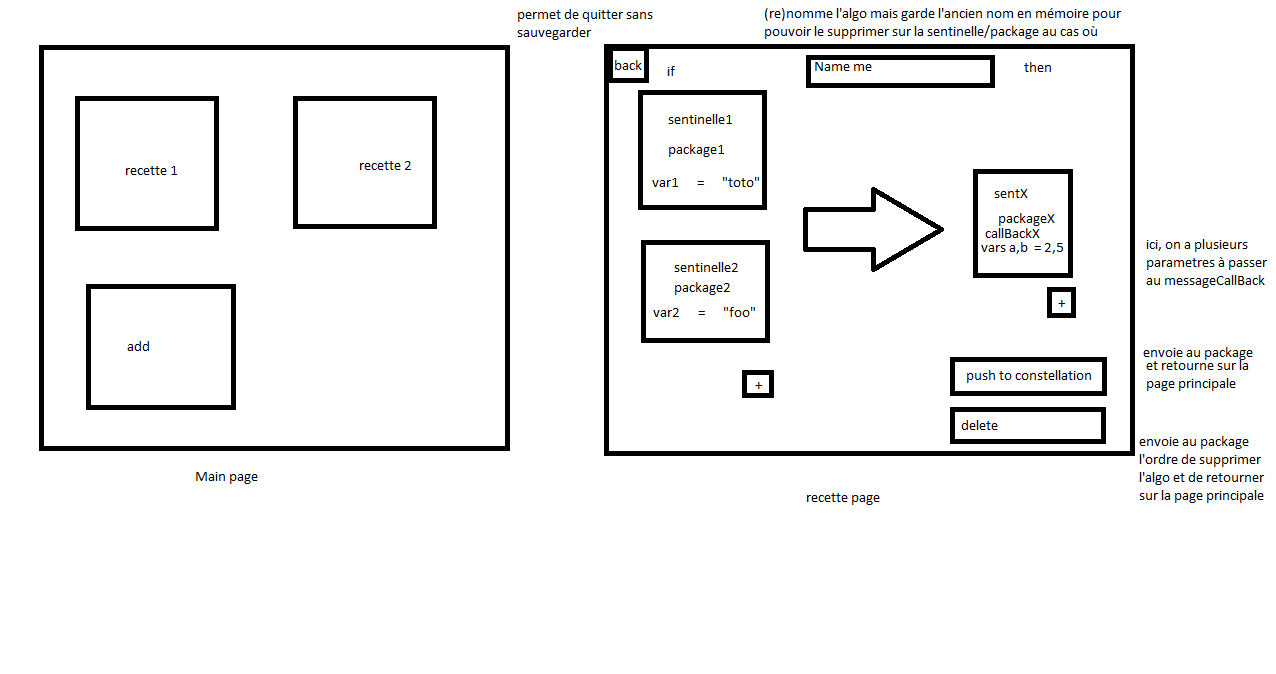 permet de quitter sans
sauvegarder
(re)nomme l'algo mais garde l'ancien nom en mémoire pour
pouvoir le supprimer sur la sentinelle/package au cas où
recette 1
recette 2
add
Main page
back
if
Name me
then
sentinelle1
package1
var1 = "toto"
sentinelle2
package2
var2 = "foo"
+
sentX
packageX
callBackX
vars a,b = 2,5
+
push to constellation
delete
ici, on a plusieurs
parametres à passer
au messageCallBack
envoie au package
et retourne sur la
page principale
envoie au package
l'ordre de supprimer
l'algo et de retourner
sur la page principale
recette page